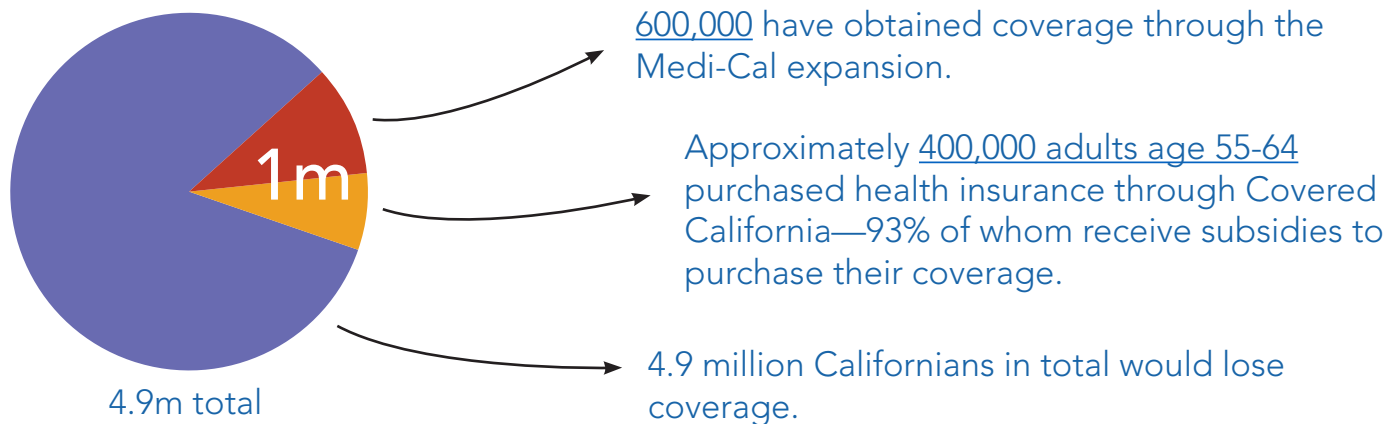 600,000 have obtained coverage through the
Medi-Cal expansion.
1m
Approximately 400,000 adults age 55-64
purchased health insurance through Covered
California—93% of whom receive subsidies to
purchase their coverage.
4.9 million Californians in total would lose
coverage.
4.9m total